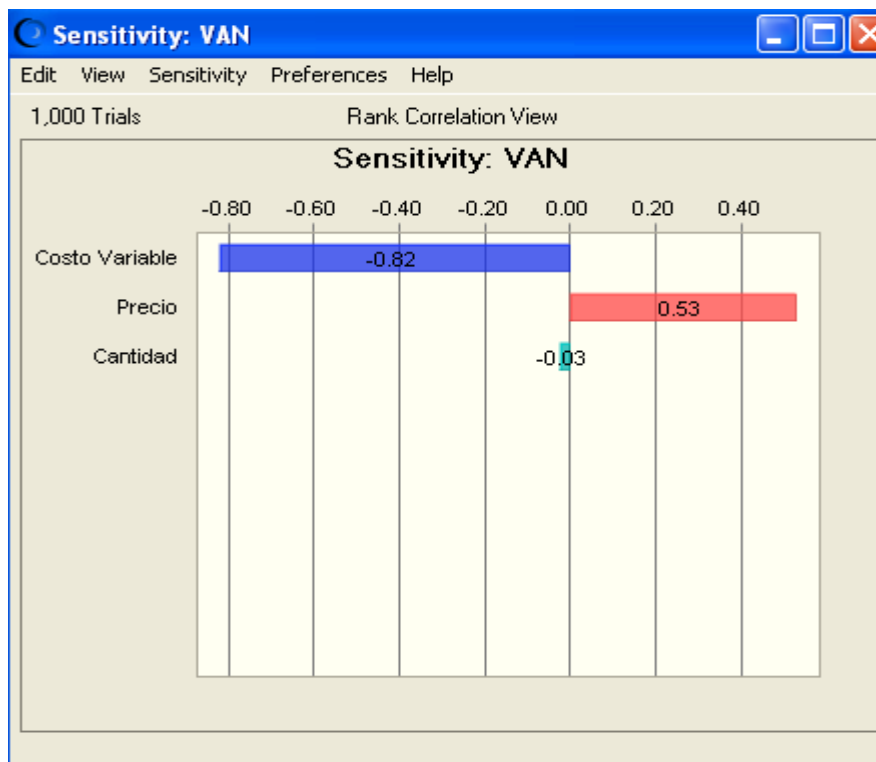 Sensitivity: VAN
Edit View Sensitivity Preferences Help
1,000 Trials Rank Correlation View
Sensitivity: VAN
-0.80 -0.60 -0.40 -0.20 0.00 0.20 0.40
Costo Variable -0.82
Precio 0.53
Cantidad -0.03